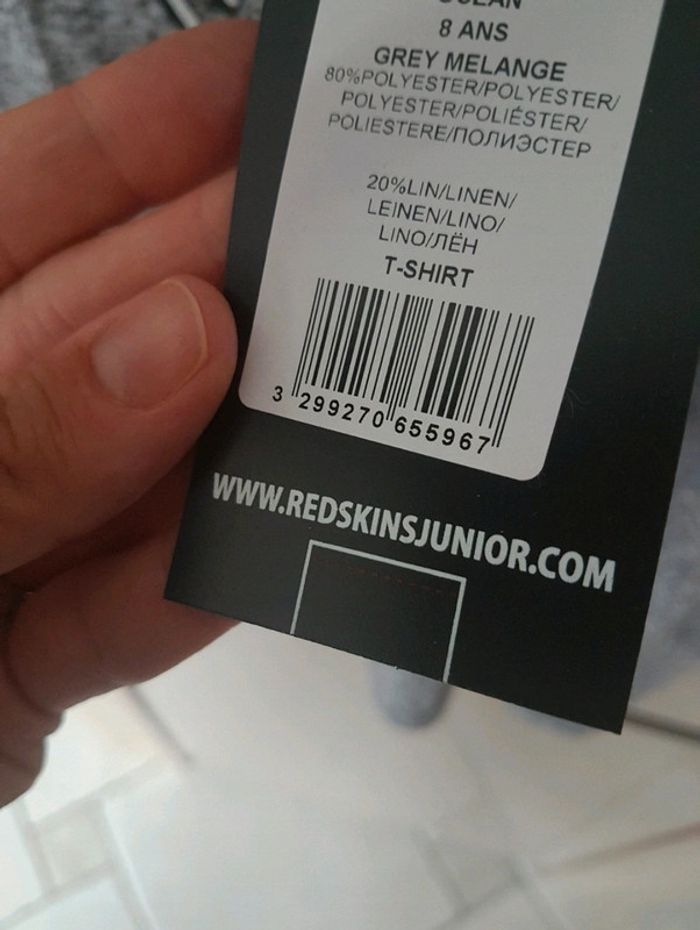 8 ANS
GREY MELANGE
80%POLYESTER/POLYESTER/
POLYESTER/POLIÉSTER/
POLIESTERE/ПОЛИЭСТЕР
20%LIN/LINEN/
LEINEN/LINO/
LINO/ЛЁН
T-SHIRT
3 299270 655967
WWW.REDSKINSJUNIOR.COM